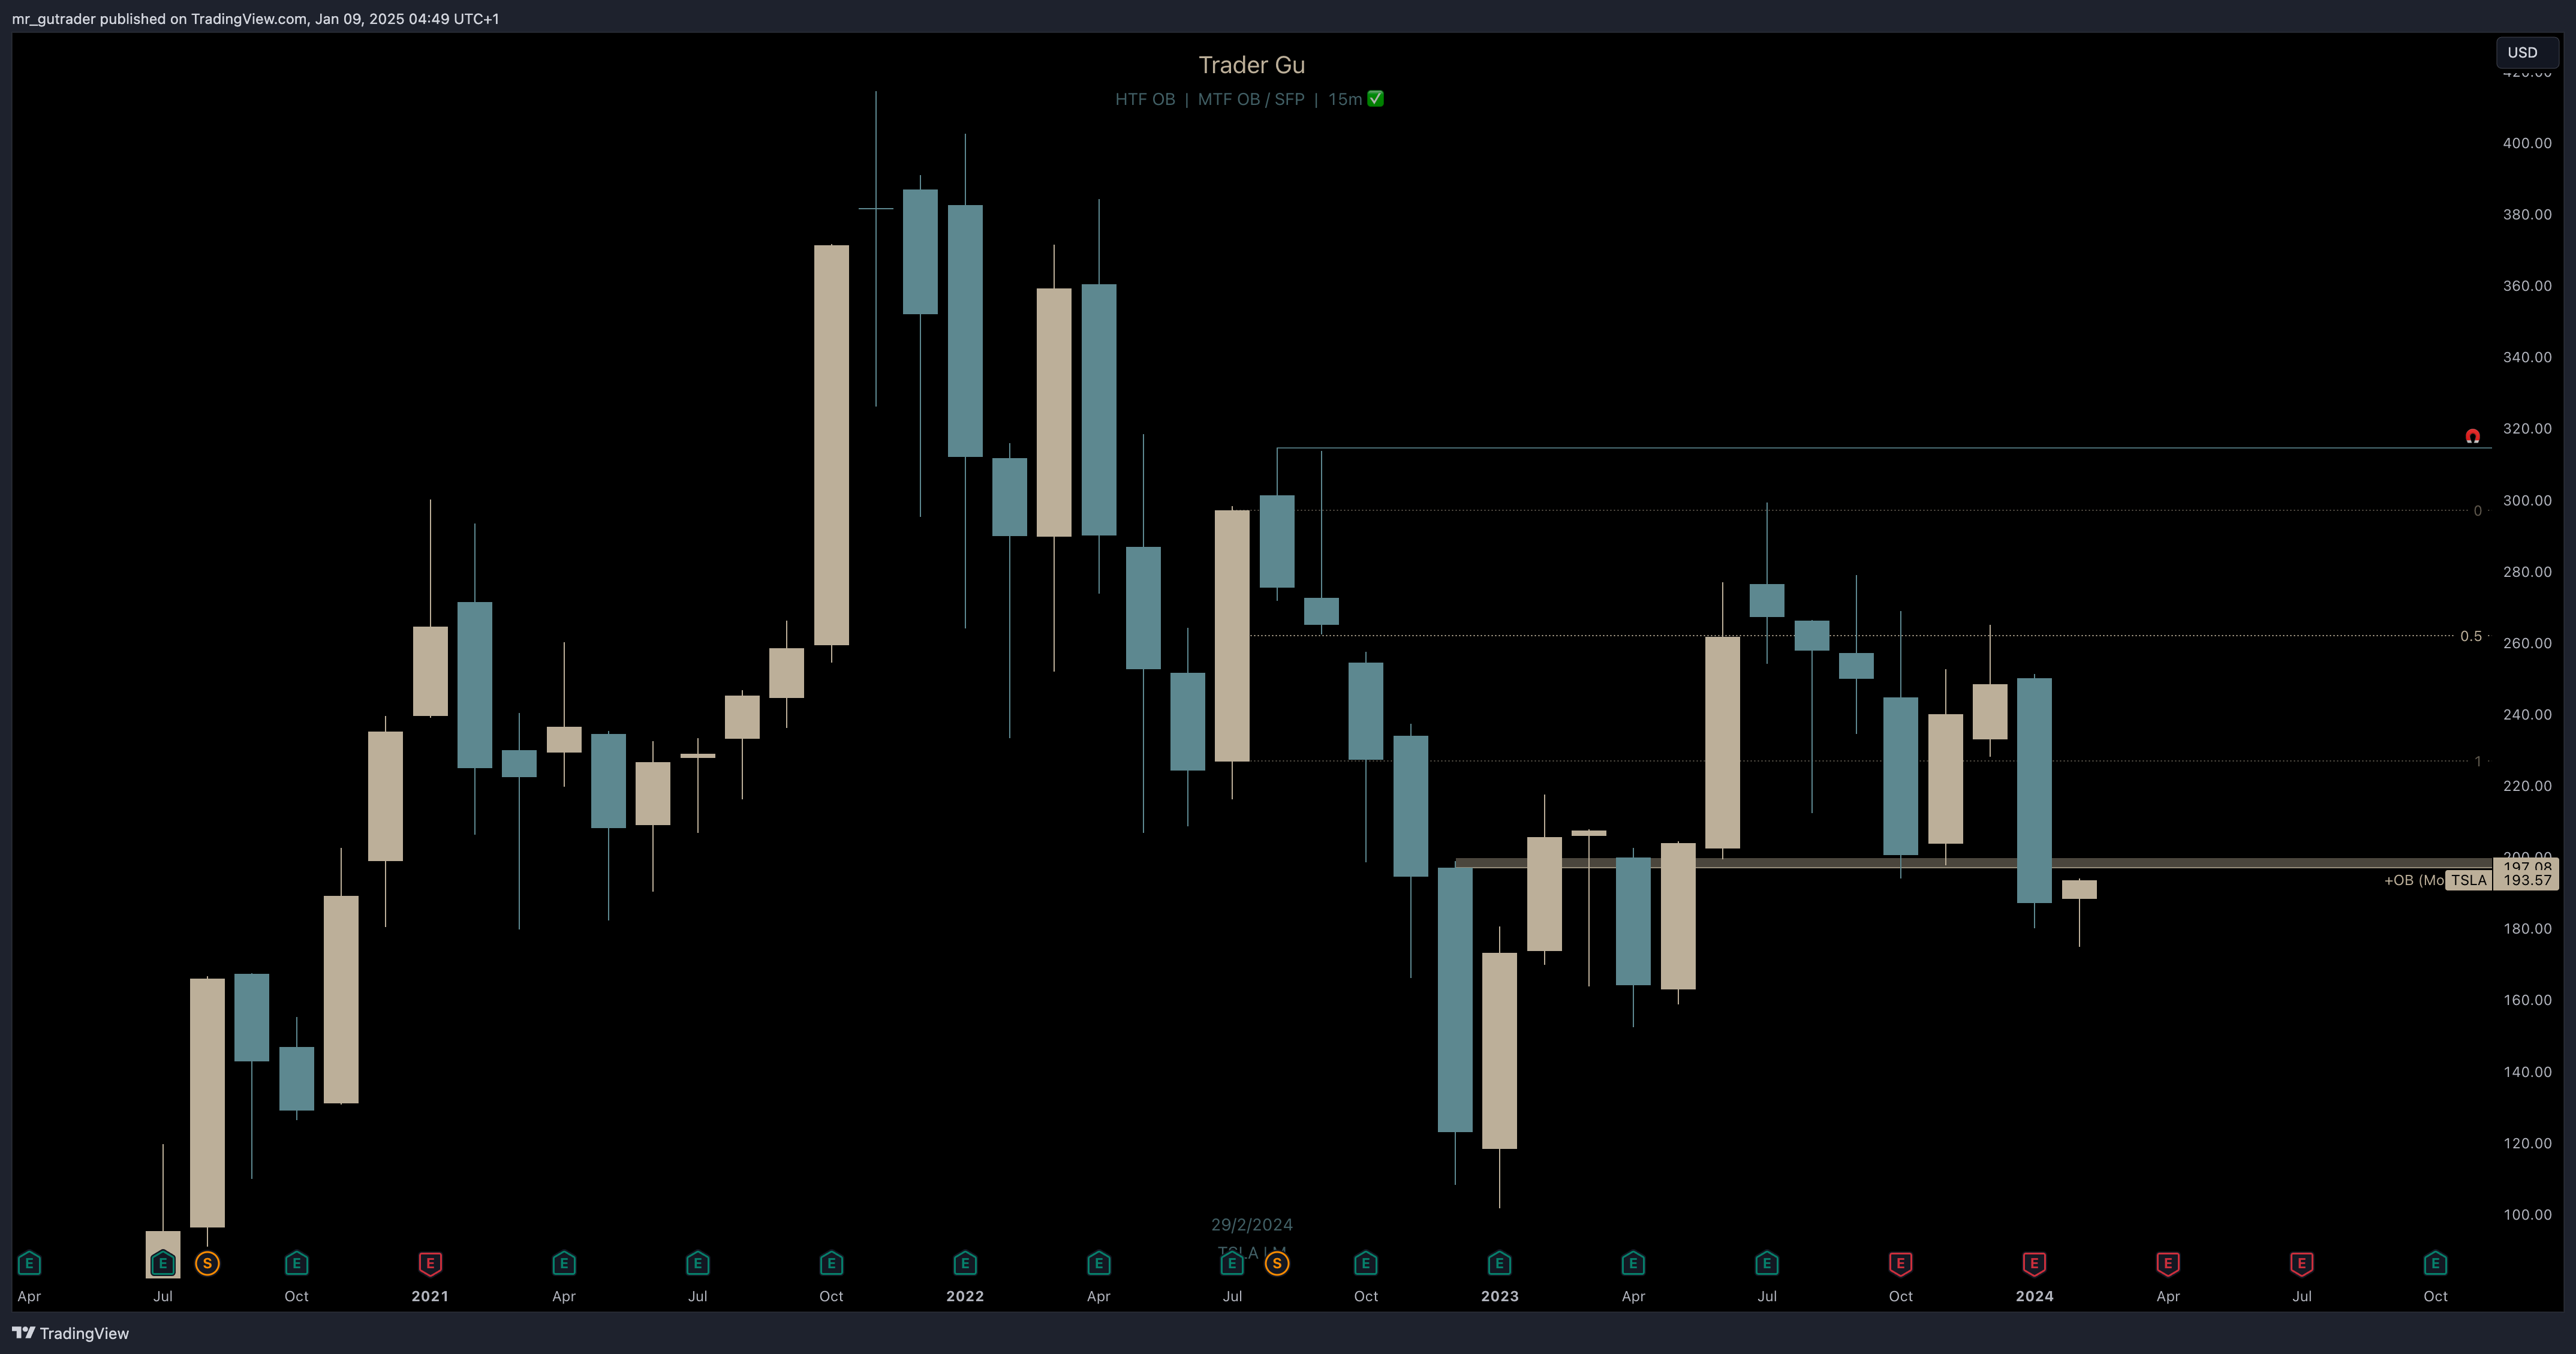 mr_gutrader published on TradingView.com, Jan 09, 2025 04:49 UTC+1
USD
Trader Gu
HTF OB | MTF OB / SFP | 15m ✅
420.00
400.00
380.00
360.00
340.00
320.00
300.00
0
280.00
0.5
260.00
240.00
1
220.00
200.00
197.08
+OB (Mo TSLA 193.57
180.00
160.00
140.00
120.00
100.00
29/2/2024
TSLA 1M
E E S E E E E E E E E S E E E E E E E E E
Apr Jul Oct 2021 Apr Jul Oct 2022 Apr Jul Oct 2023 Apr Jul Oct 2024 Apr Jul Oct
TradingView